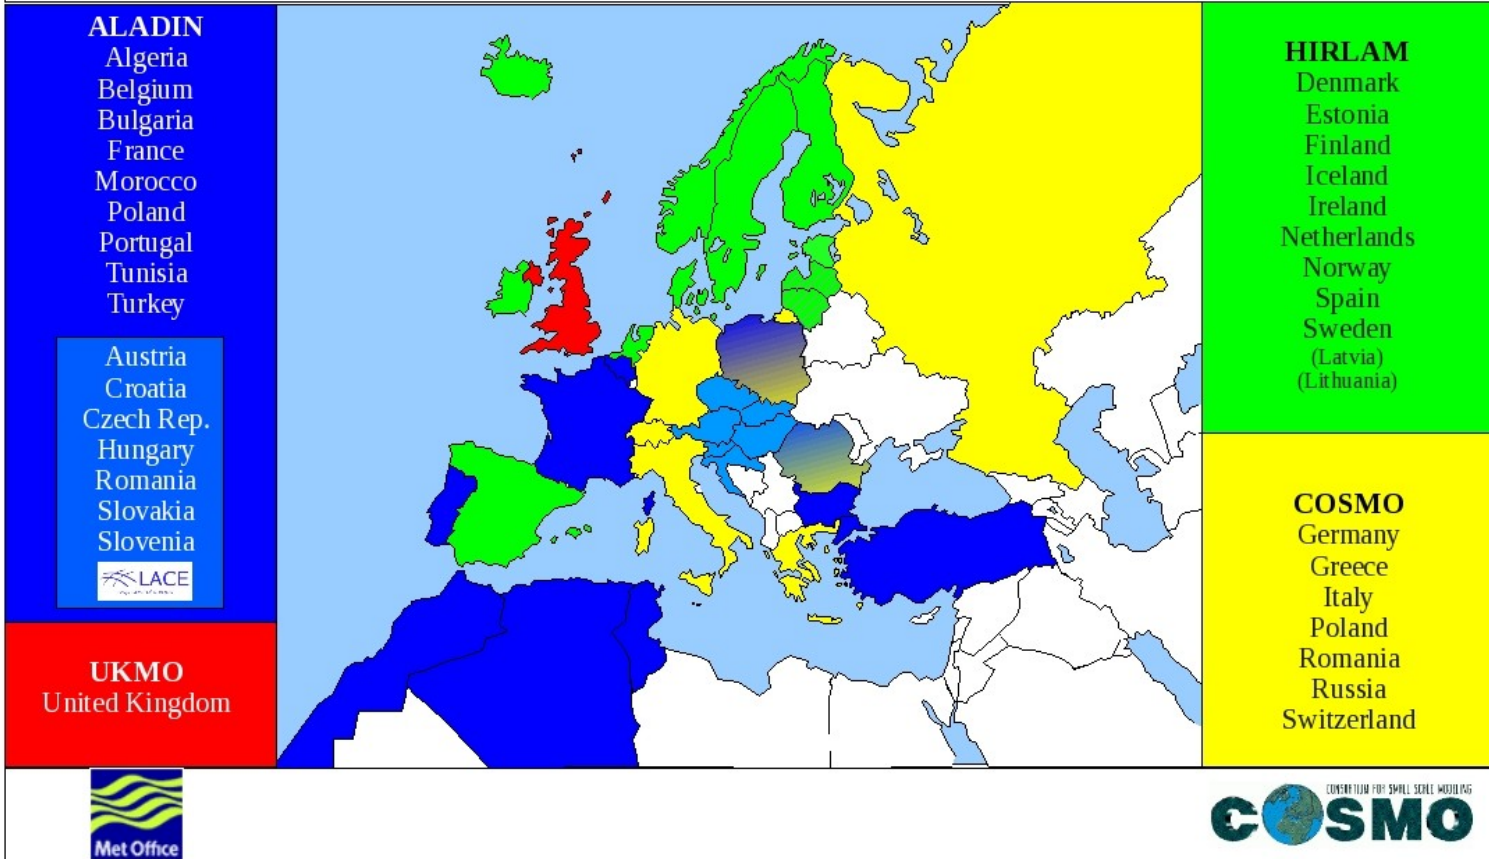 ALADIN
Algeria
Belgium
Bulgaria
France
Morocco
Poland
Portugal
Tunisia
Turkey
Austria
Croatia
Czech Rep.
Hungary
Romania
Slovakia
Slovenia
LACE
UKMO
United Kingdom
HIRLAM
Denmark
Estonia
Finland
Iceland
Ireland
Netherlands
Norway
Spain
Sweden
(Latvia)
(Lithuania)
COSMO
Germany
Greece
Italy
Poland
Romania
Russia
Switzerland
Met Office
CONSORTIUM FOR SMALL SCALE MODELING
COSMO